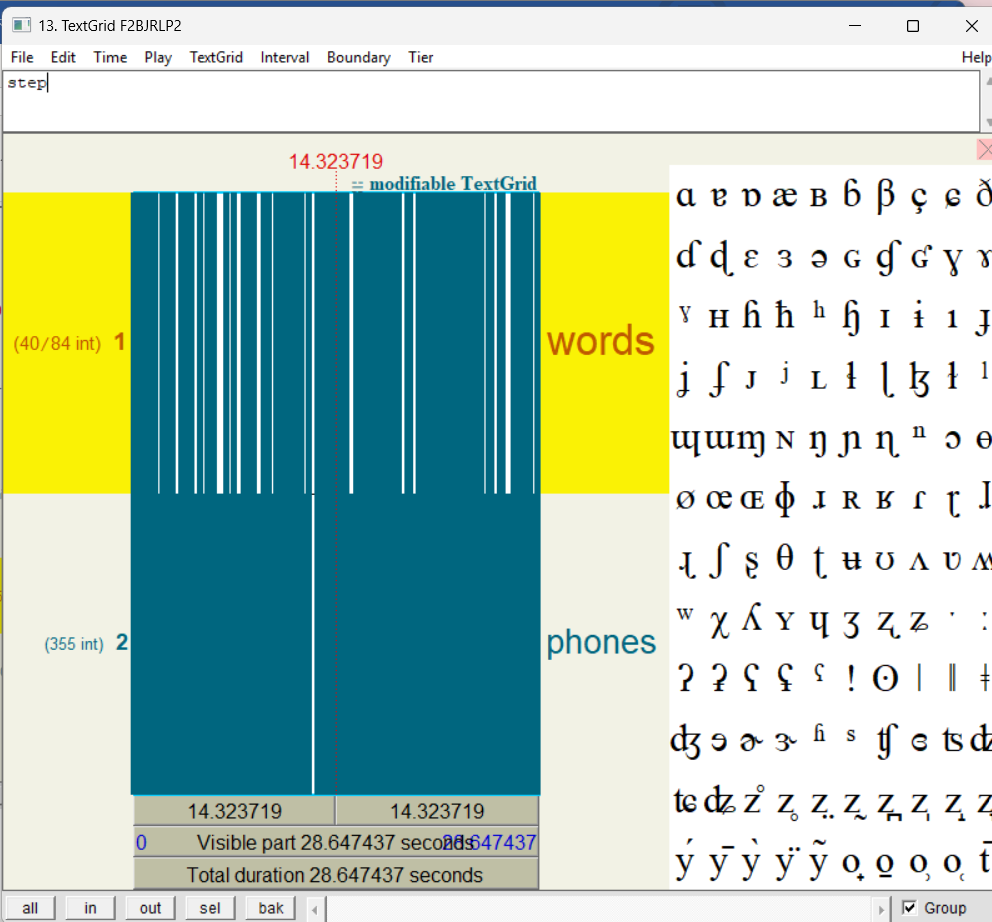 13. TextGrid F2BJRLP2
File Edit Time Play TextGrid Interval Boundary Tier Help
step
14.323719
= modifiable TextGrid
(40/84 int) 1
words
(355 int) 2
phones
ɑ ɐ ɒ æ ʙ ɓ β ç ɕ ð
ɗ ɖ ɛ ɜ ə ɢ ʠ ʛ ɣ ɤ
ˠ ʜ ɦ ħ ʰ ɧ ɪ ɨ ı ɟ
ʝ ʄ ᴊ ʲ ʟ ɫ ɭ ɮ ɫ ˡ
ɰ ɯ ɱ ɴ ŋ ɲ ɳ ⁿ ɔ ɵ
ø œ ɶ ɸ ɹ ʀ ʁ ɾ ɽ ɺ
ɻ ʃ ʂ θ ʈ ʉ ʊ ʌ ʋ ʍ
ʷ χ ʎ ʏ ɥ ʒ ʐ ʑ ˑ ː
ʔ ʡ ʕ ʢ ˤ ! ʘ ǀ ǁ ǂ
ʤ ɘ ɚ ɝ ʱ ˢ ʧ ɞ ʦ ʣ
ʨ ʥ
14.323719 14.323719
0 Visible part 28.647437 seconds 28.647437
Total duration 28.647437 seconds
all in out sel bak Group